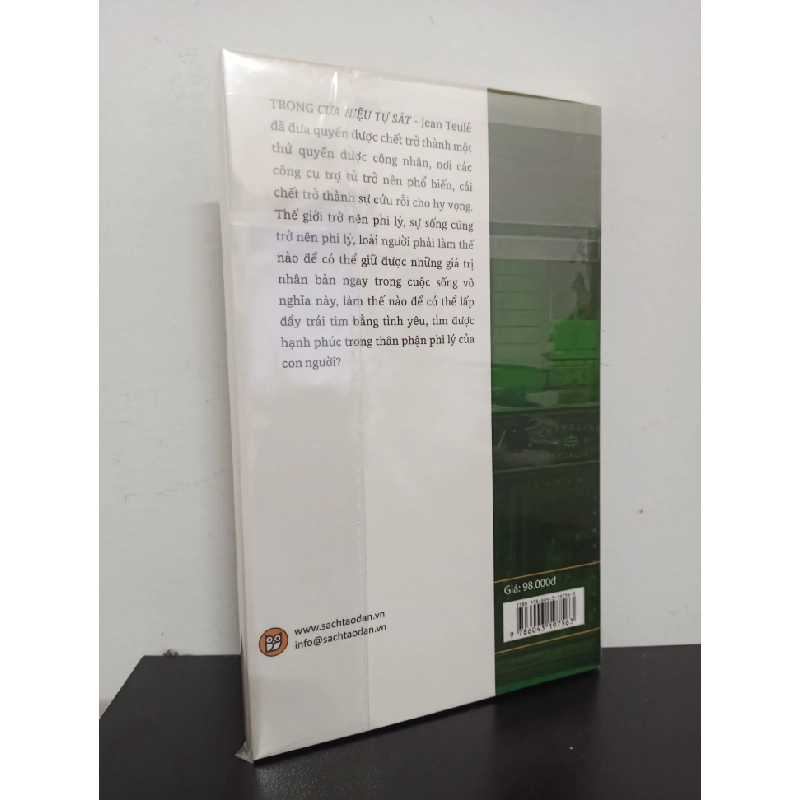 TRONG CỬA HIỆU TỰ SÁT – Jean Teulé
đã đưa quyền được chết trở thành một
thứ quyền được công nhận, nơi các
công cụ trợ tử trở nên phổ biến, cái
chết trở thành sự cứu rỗi cho hy vọng.
Thế giới trở nên phi lý, sự sống cũng
trở nên phi lý, loài người phải làm thế
nào để có thể giữ được những giá trị
nhân bản ngay trong cuộc sống vô
nghĩa này, làm thế nào để có thể lấp
đầy trái tim bằng tình yêu, tìm được
hạnh phúc trong thân phận phi lý của
con người?
Giá: 98.000đ
www.sachtaodan.vn
info@sachtaodan.vn